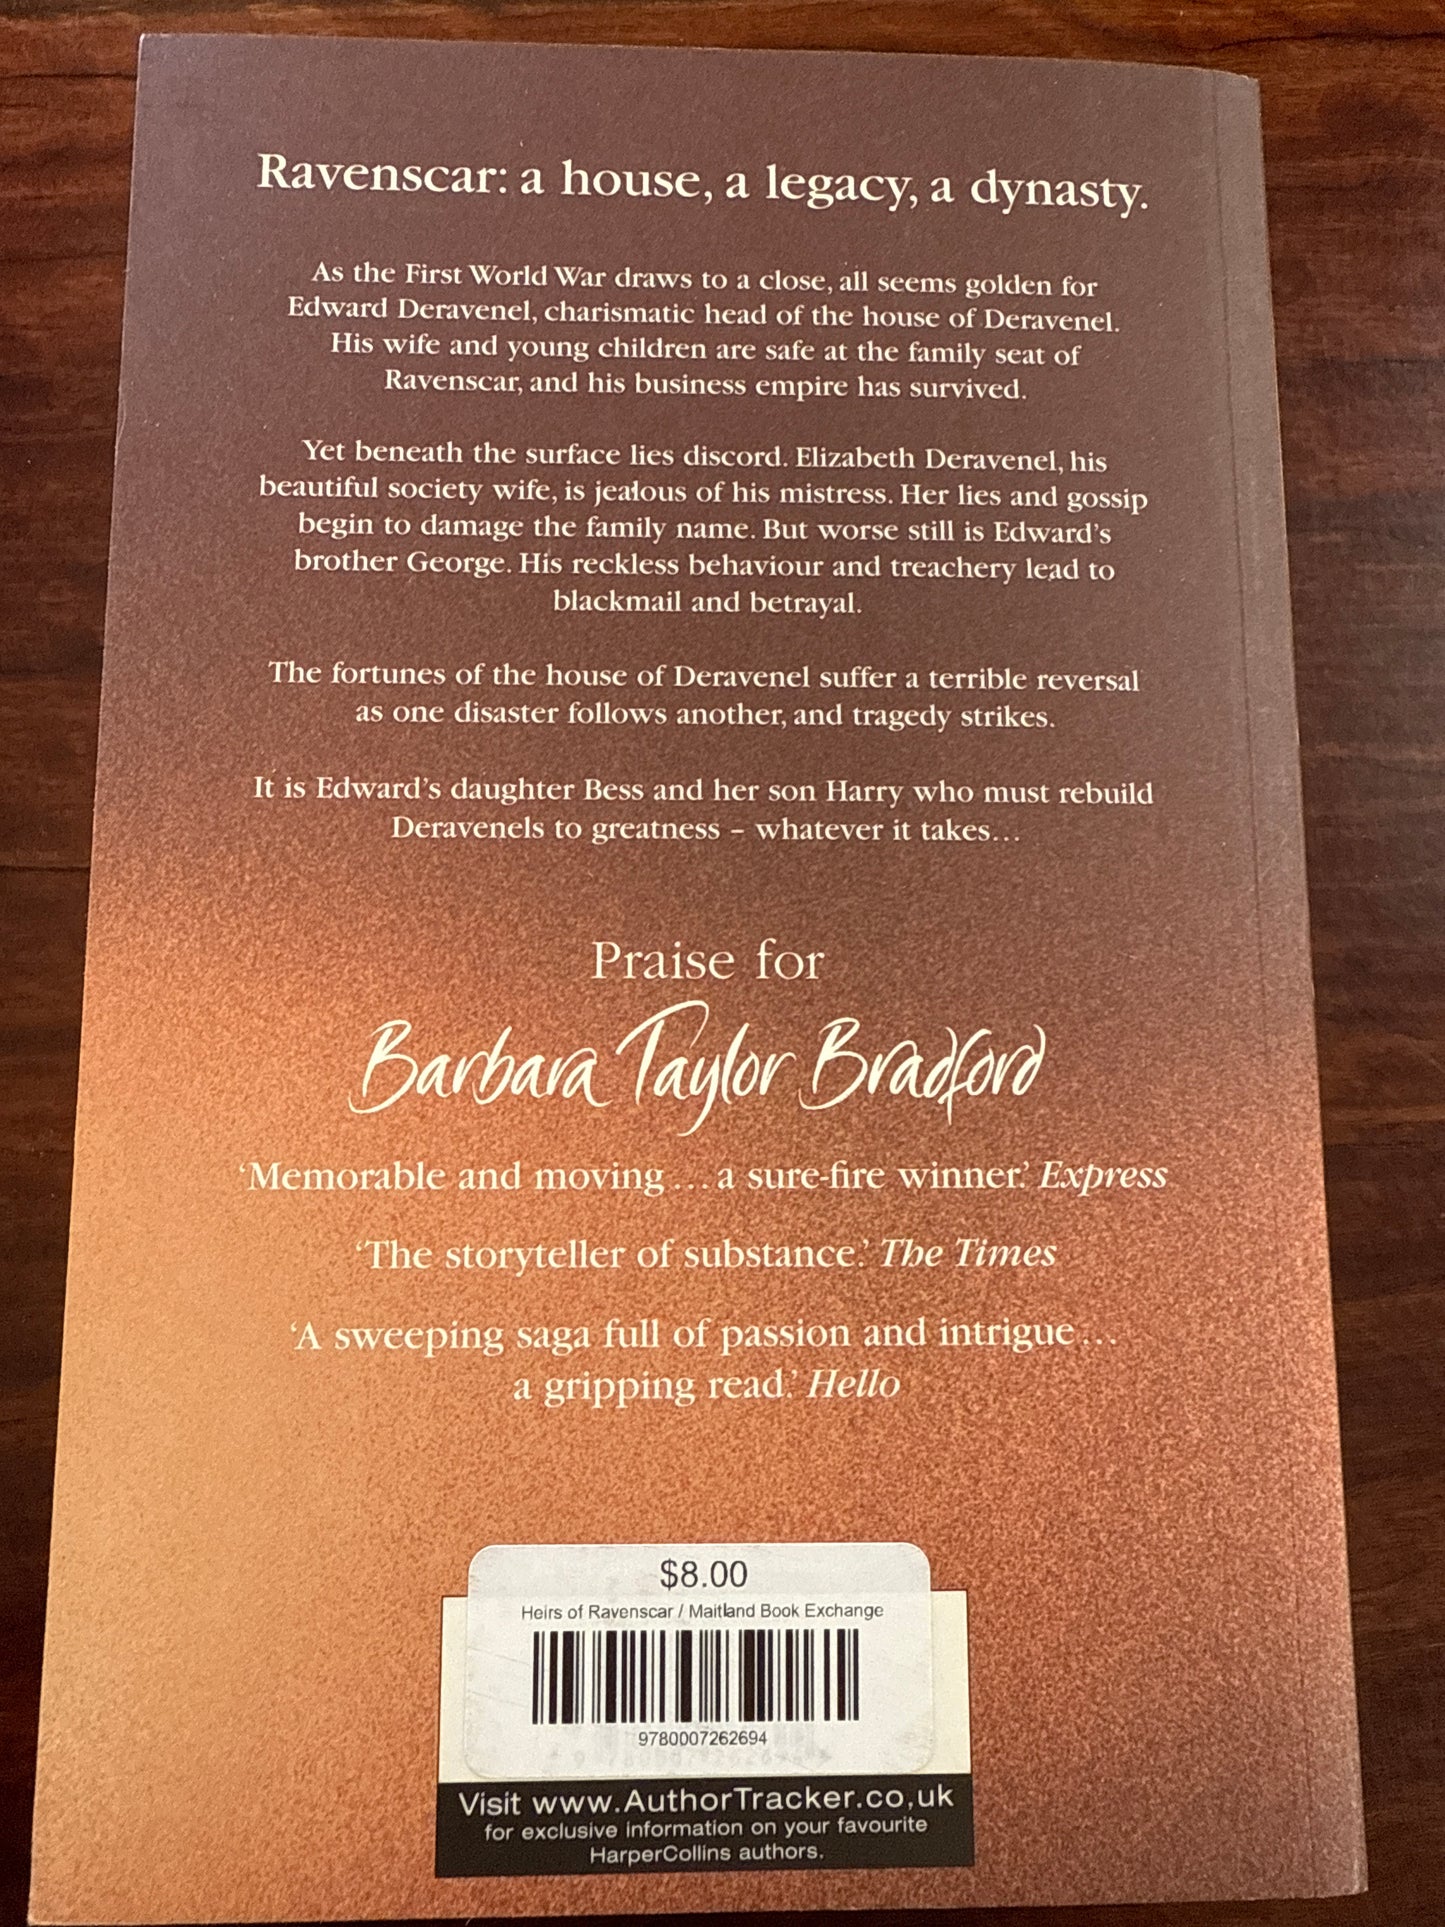 Ravenscar: a house, a legacy, a dynasty.
As the First World War draws to a close, all seems golden for
Edward Deravenel, charismatic head of the house of Deravenel.
His wife and young children are safe at the family seat of
Ravenscar, and his business empire has survived.
Yet beneath the surface lies discord. Elizabeth Deravenel, his
beautiful society wife, is jealous of his mistress. Her lies and gossip
begin to damage the family name. But worse still is Edward's
brother George. His reckless behaviour and treachery lead to
blackmail and betrayal.
The fortunes of the house of Deravenel suffer a terrible reversal
as one disaster follows another, and tragedy strikes.
It is Edward's daughter Bess and her son Harry who must rebuild
Deravenels to greatness – whatever it takes...
Praise for
Barbara Taylor Bradford
'Memorable and moving... a sure-fire winner.' Express
'The storyteller of substance.' The Times
'A sweeping saga full of passion and intrigue...
a gripping read.' Hello
$8.00
Heirs of Ravenscar / Maitland Book Exchange
9780007262694
Visit www.AuthorTracker.co.uk
for exclusive information on your favourite
HarperCollins authors.